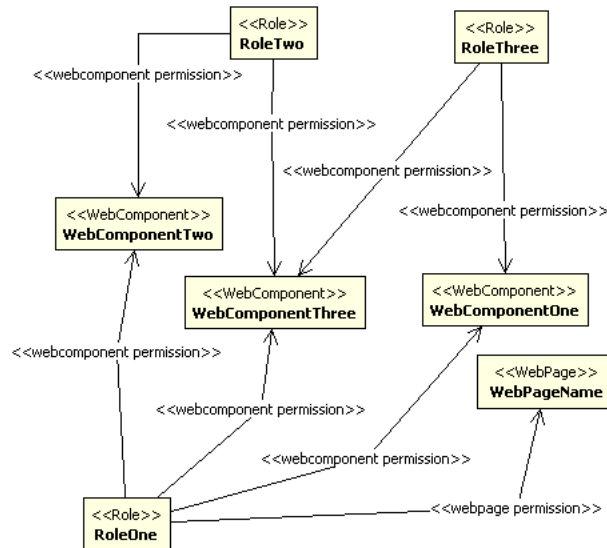 <<Role>>
RoleTwo
<<Role>>
RoleThree
<<webcomponent permission>>
<<webcomponent permission>>
<<webcomponent permission>>
<<webcomponent permission>>
<<WebComponent>>
WebComponentTwo
<<WebComponent>>
WebComponentThree
<<WebComponent>>
WebComponentOne
<<webcomponent permission>>
<<WebPage>>
WebPageName
<<webcomponent permission>>
<<webcomponent permission>>
<<webpage permission>>
<<Role>>
RoleOne